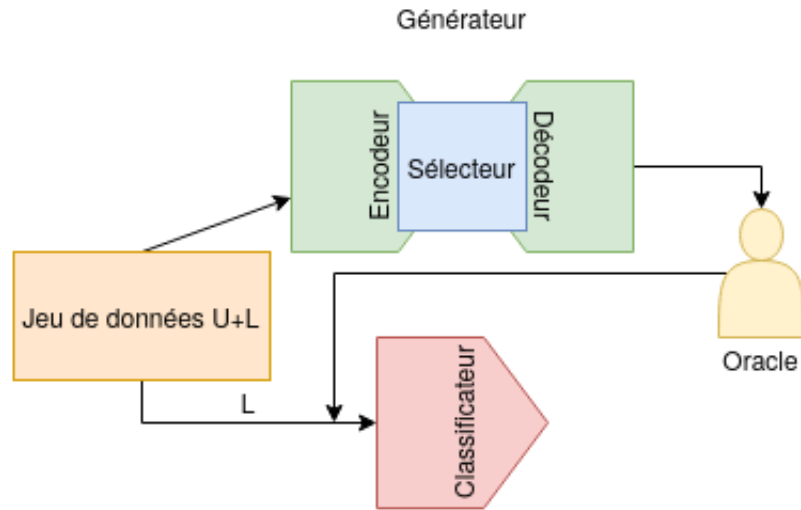 Générateur
Encodeur
Sélecteur
Décodeur
Jeu de données U+L
Oracle
L
Classificateur